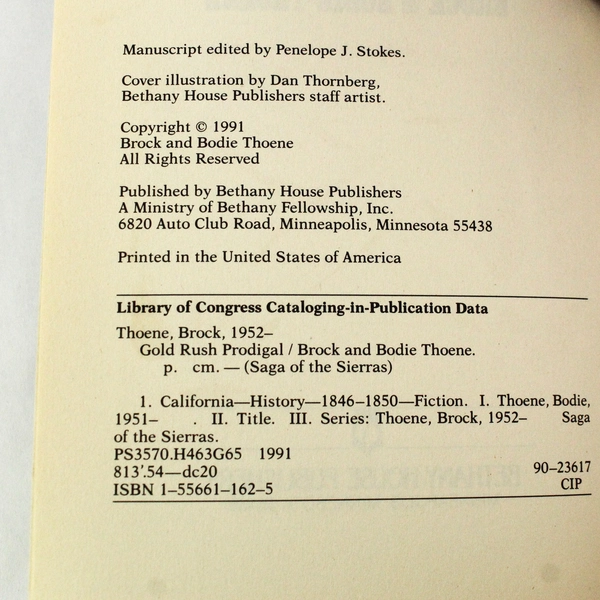 Manuscript edited by Penelope J. Stokes.
Cover illustration by Dan Thornberg,
Bethany House Publishers staff artist.
Copyright © 1991
Brock and Bodie Thoene
All Rights Reserved
Published by Bethany House Publishers
A Ministry of Bethany Fellowship, Inc.
6820 Auto Club Road, Minneapolis, Minnesota 55438
Printed in the United States of America
Library of Congress Cataloging-in-Publication Data
Thoene, Brock, 1952–
Gold Rush Prodigal / Brock and Bodie Thoene.
p. cm. — (Saga of the Sierras)
1. California—History—1846–1850—Fiction. I. Thoene, Bodie,
1951– . II. Title. III. Series: Thoene, Brock, 1952– Saga
of the Sierras.
PS3570.H463G65 1991
813'.54—dc20 90–23617
ISBN 1–55661–162–5 CIP